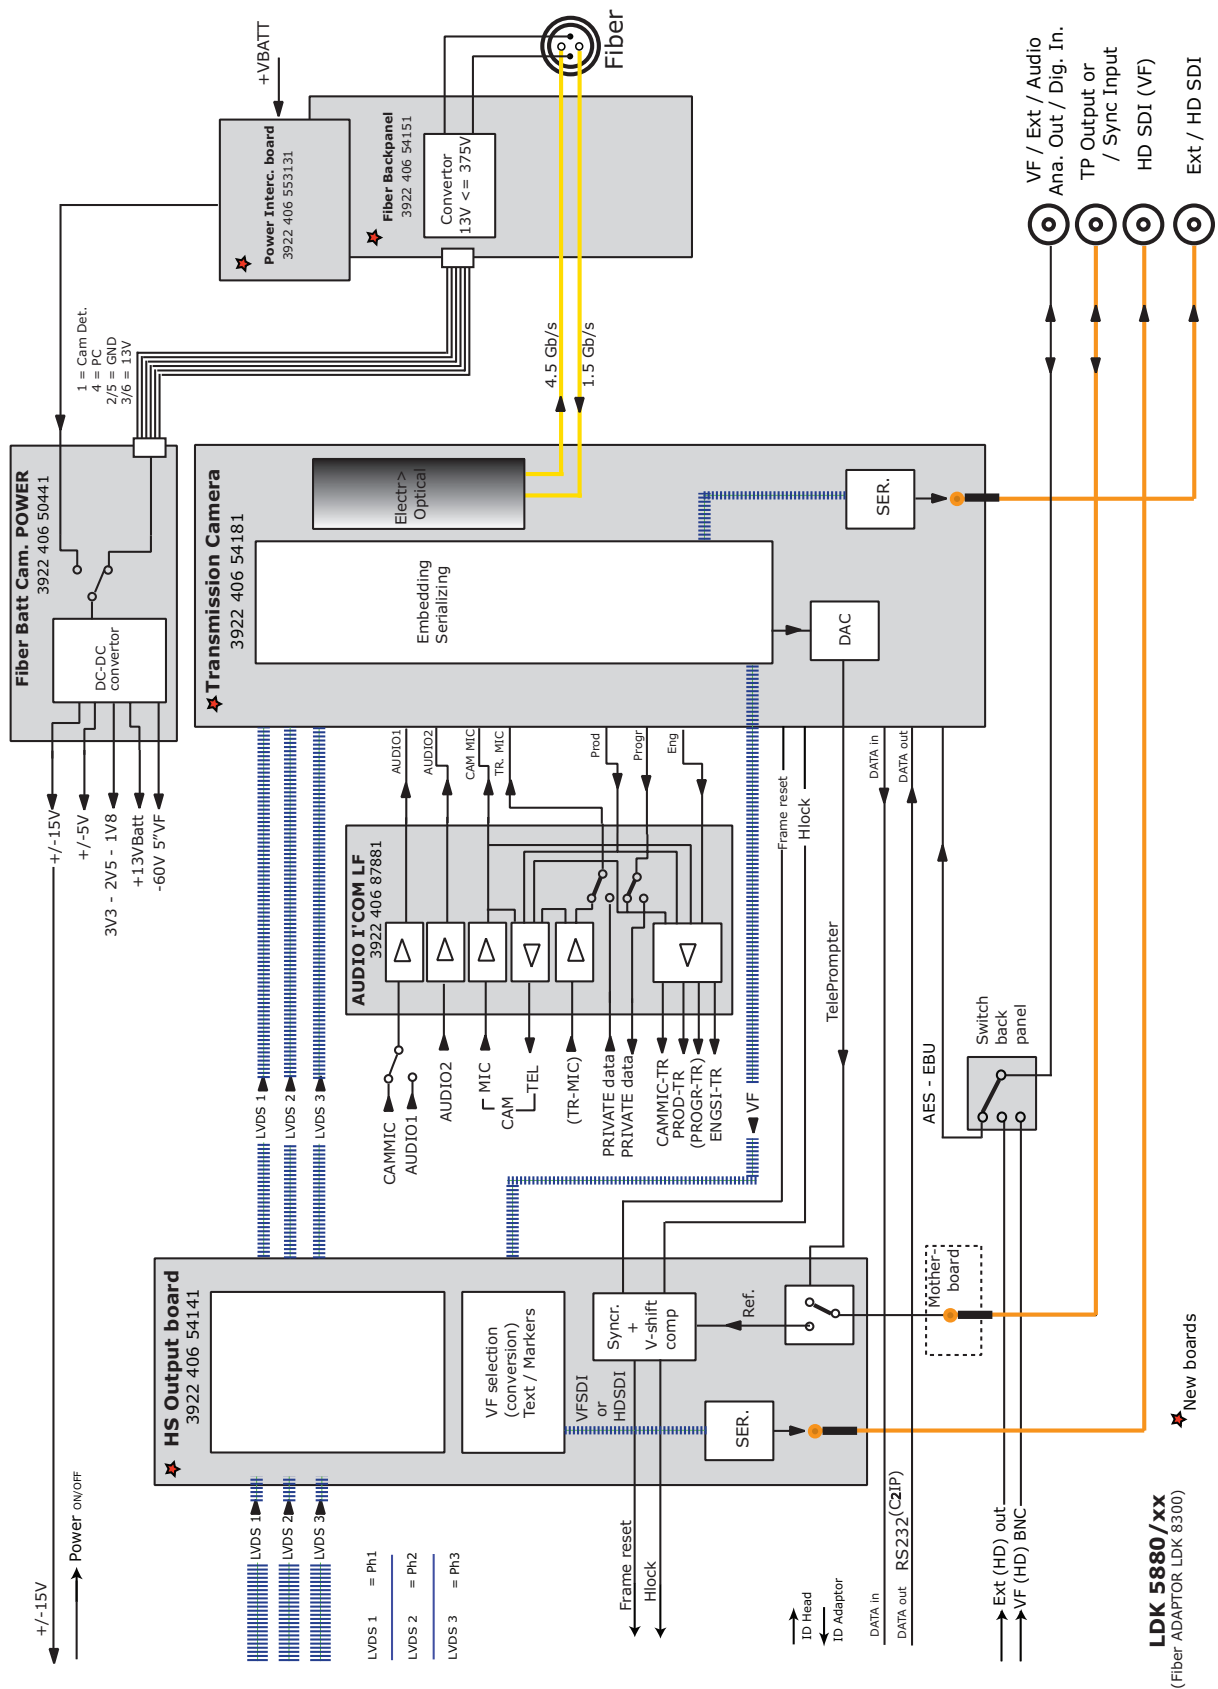 +/-15V
Power ON/OFF
+/-15V
+/-5V
3V3 - 2V5 - 1V8
+13VBatt
-60V 5"VF
Fiber Batt Cam. POWER
3922 406 50441
DC-DC
convertor
1 = Cam Det.
4 = PC
2/5 = GND
3/6 = 13V
+VBATT
Power Interc. board
3922 406 553131
Fiber Backpanel
3922 406 54151
Convertor
13V <= 375V
Fiber
4.5 Gb/s
1.5 Gb/s
Transmission Camera
3922 406 54181
Electr>
Optical
Embedding
Serializing
SER.
DAC
HS Output board
3922 406 54141
LVDS 1
LVDS 2
LVDS 3
LVDS 1
LVDS 2
LVDS 3
LVDS 1 = Ph1
LVDS 2 = Ph2
LVDS 3 = Ph3
VF selection
(conversion)
Text / Markers
VFSDI
or
HDSDI
Syncr.
+
V-shift
comp
Ref.
SER.
Frame reset
Hlock
AUDIO I'COM LF
3922 406 87881
AUDIO1
AUDIO2
CAM MIC
TR. MIC
Prod
Progr
Eng
CAMMIC
AUDIO1
AUDIO2
MIC
CAM
TEL
(TR-MIC)
PRIVATE data
PRIVATE data
CAMMIC-TR
PROD-TR
(PROGR-TR)
ENGSI-TR
VF
Frame reset
Hlock
TelePrompter
DATA in
DATA out
AES - EBU
Switch
back
panel
Mother-
board
ID Head
ID Adaptor
DATA in
DATA out
RS232(C2IP)
Ext (HD) out
VF (HD) BNC
VF / Ext / Audio
Ana. Out / Dig. In.
TP Output or
/ Sync Input
HD SDI (VF)
Ext / HD SDI
New boards
LDK 5880/xx
(Fiber ADAPTOR LDK 8300)